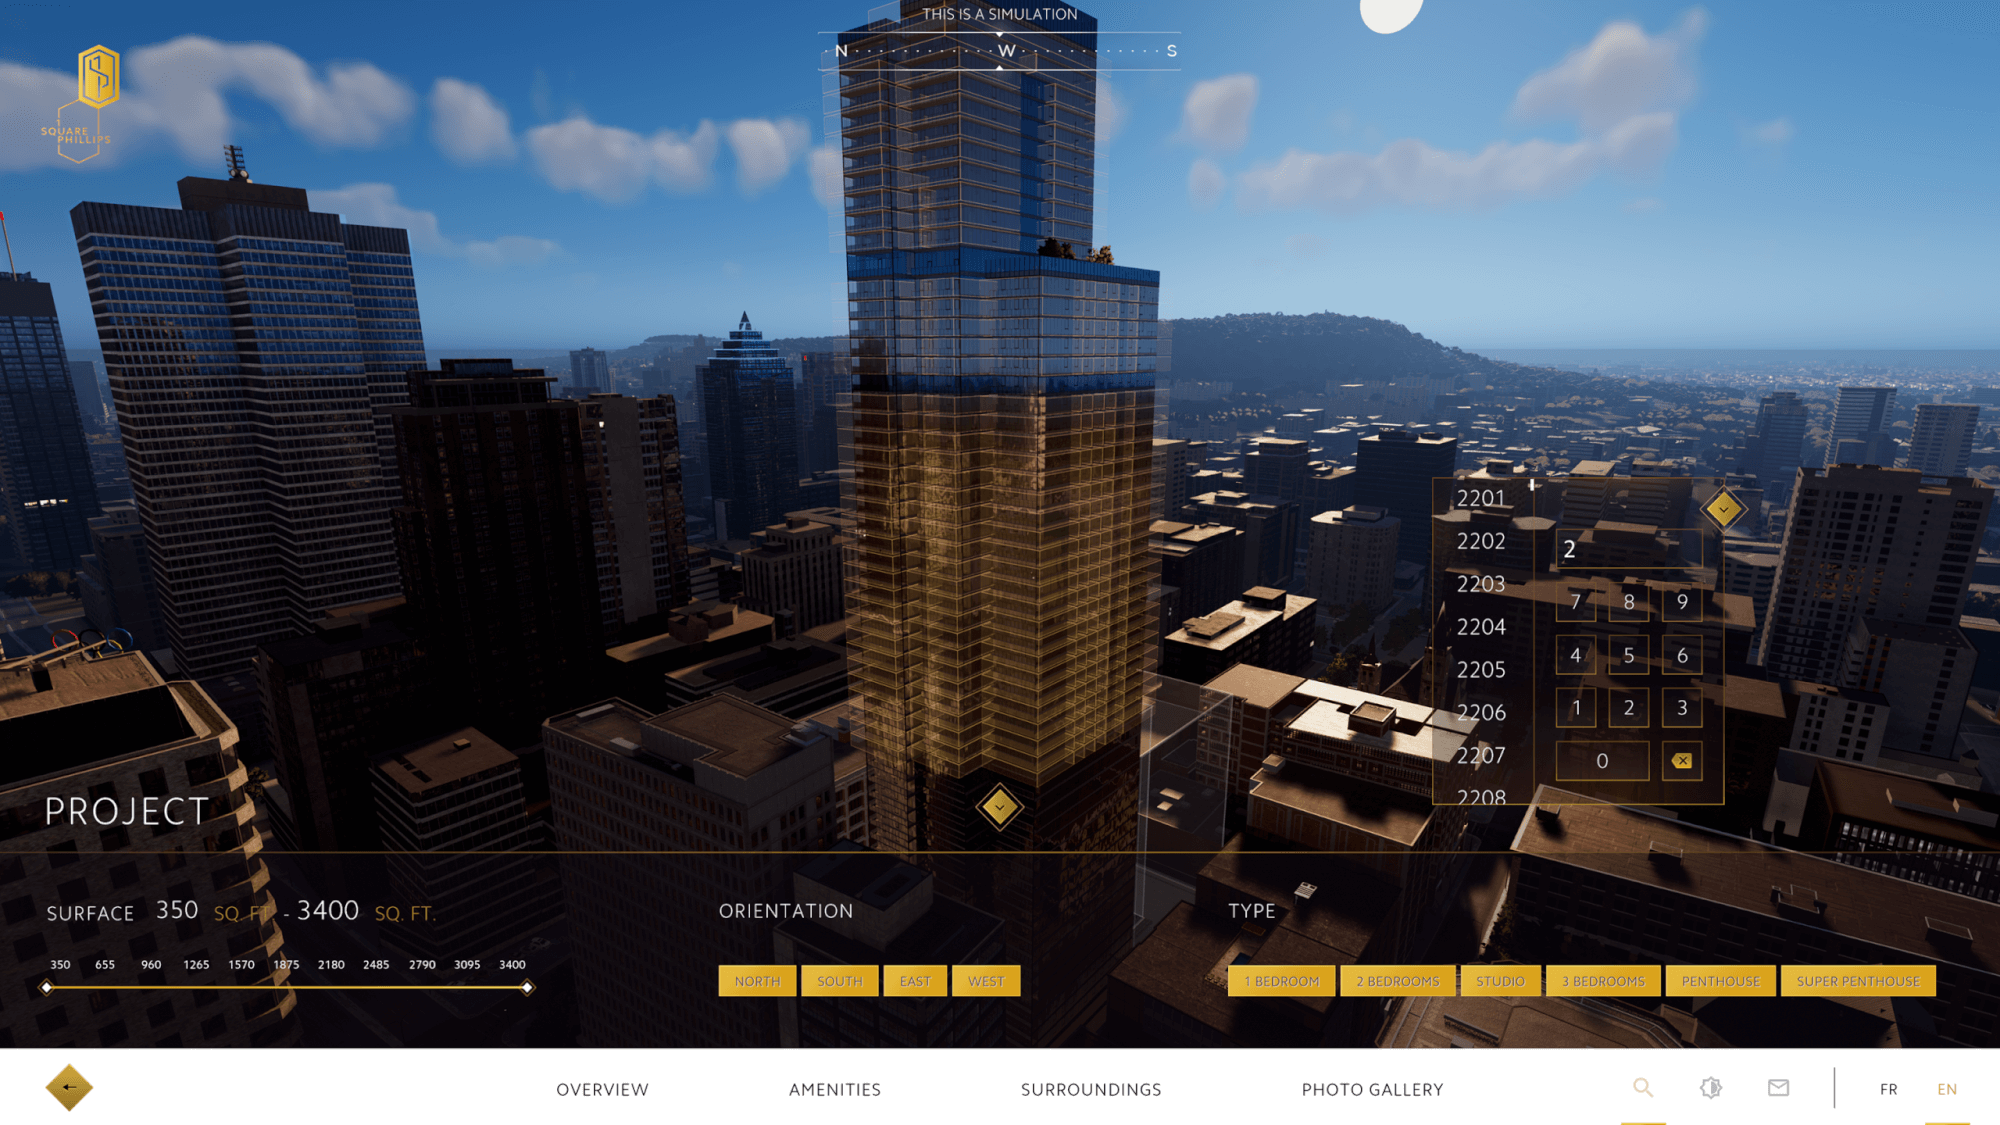 THIS IS A SIMULATION
N W S
1
SQUARE
PHILLIPS
2201
2202
2203
2204
2205
2206
2207
2208
2
7 8 9
4 5 6
1 2 3
0
PROJECT
SURFACE 350 SQ. FT. - 3400 SQ. FT.
350 655 960 1265 1570 1875 2180 2485 2790 3095 3400
ORIENTATION
NORTH SOUTH EAST WEST
TYPE
1 BEDROOM 2 BEDROOMS STUDIO 3 BEDROOMS PENTHOUSE SUPER PENTHOUSE
OVERVIEW AMENITIES SURROUNDINGS PHOTO GALLERY FR EN